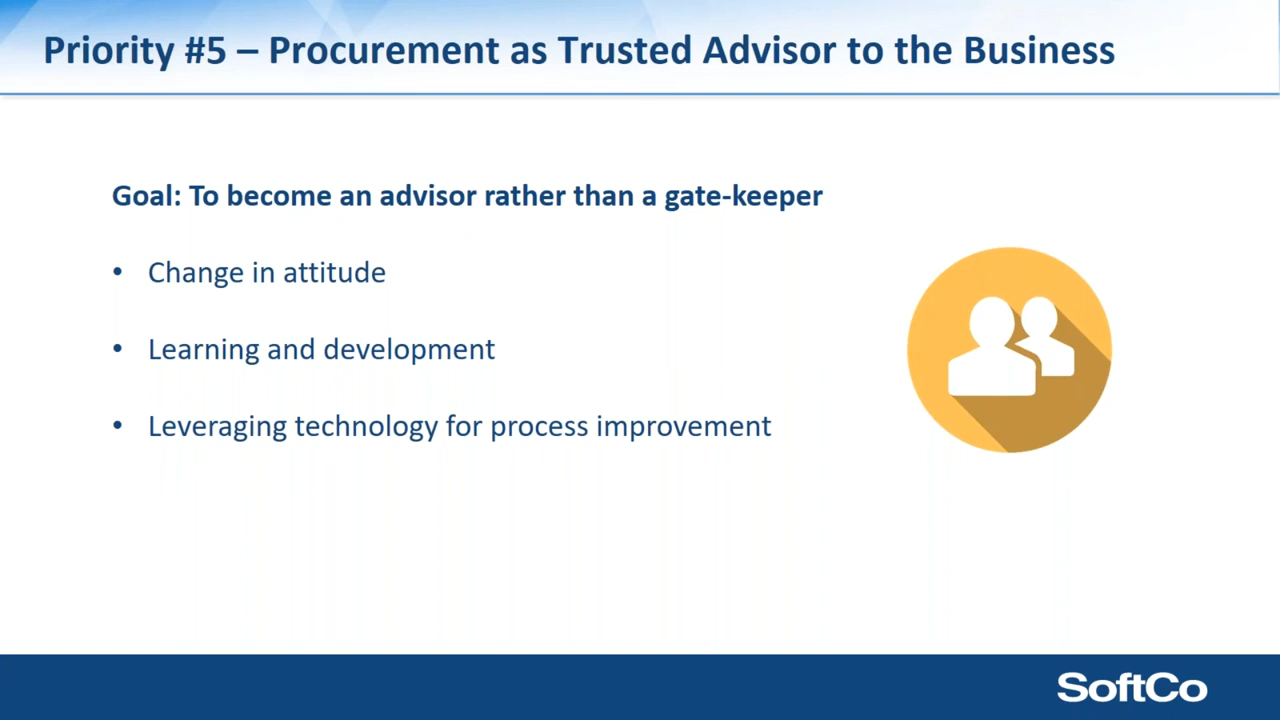 Priority #5 – Procurement as Trusted Advisor to the Business
Goal: To become an advisor rather than a gate-keeper
• Change in attitude
• Learning and development
• Leveraging technology for process improvement
SoftCo